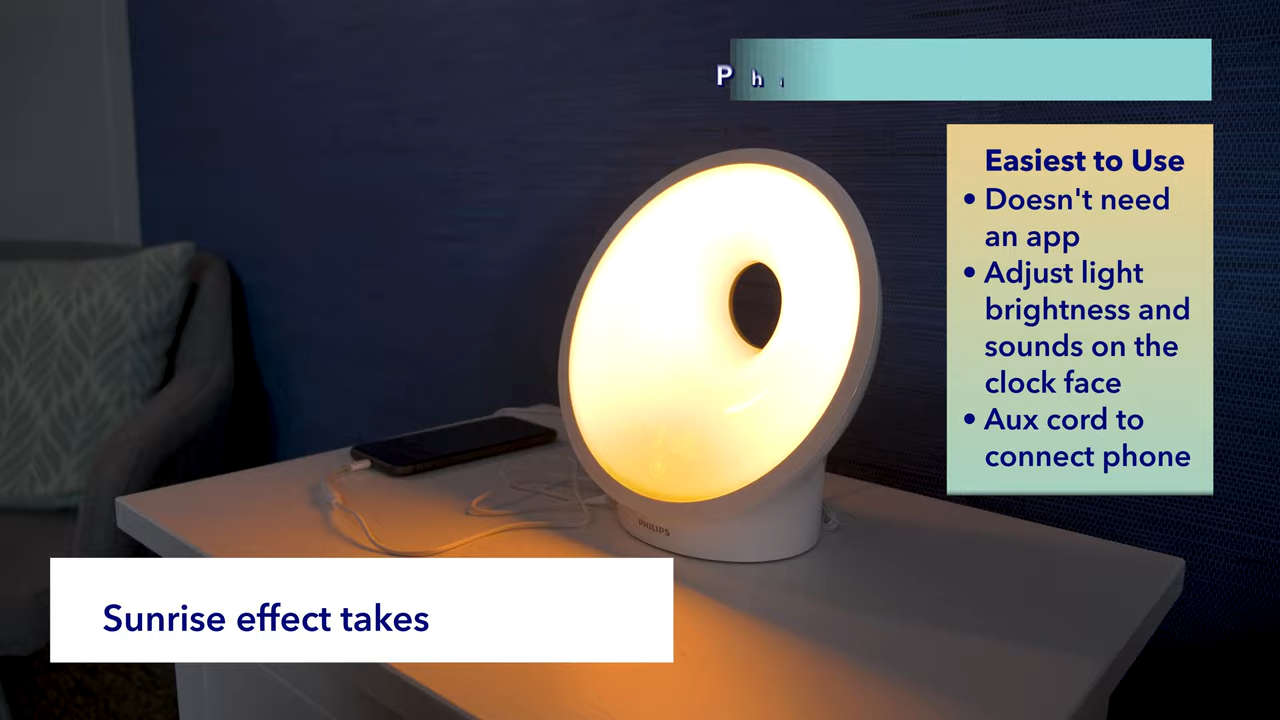 P h i
Easiest to Use
• Doesn't need
an app
• Adjust light
brightness and
sounds on the
clock face
• Aux cord to
connect phone
PHILIPS
Sunrise effect takes